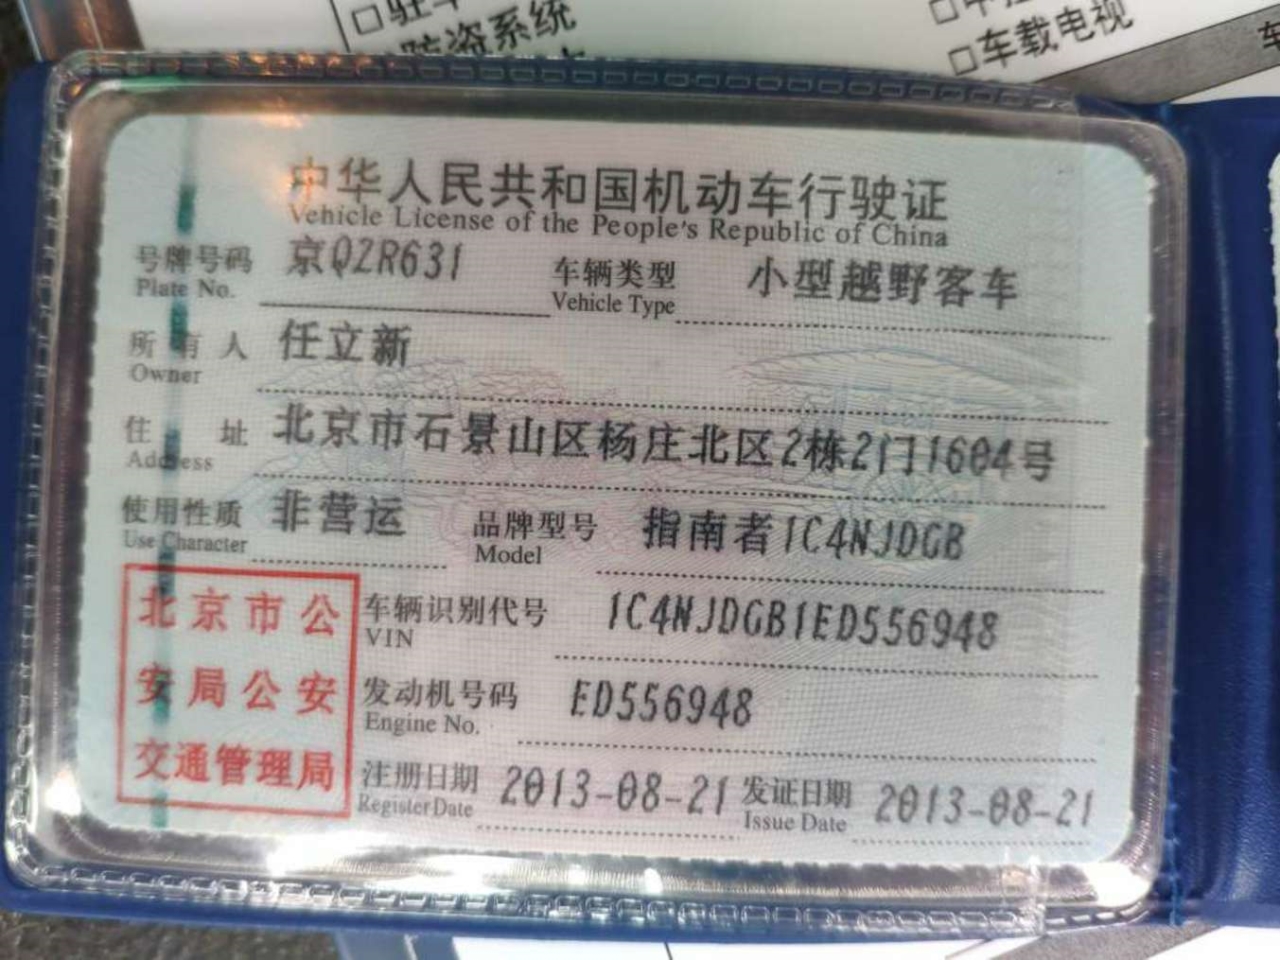 防盗系统
□车载电视
中华人民共和国机动车行驶证
Vehicle License of the People's Republic of China
号牌号码 京QZR631 车辆类型 小型越野客车
Plate No. Vehicle Type
所有人 任立新
Owner
住址 北京市石景山区杨庄北区2栋2门1604号
Address
使用性质 非营运 品牌型号 指南者1C4NJDGB
Use Character Model
北京市公
安局公安
交通管理局
车辆识别代号 1C4NJDGB1ED556948
VIN
发动机号码 ED556948
Engine No.
注册日期 2013-08-21 发证日期 2013-08-21
Register Date Issue Date